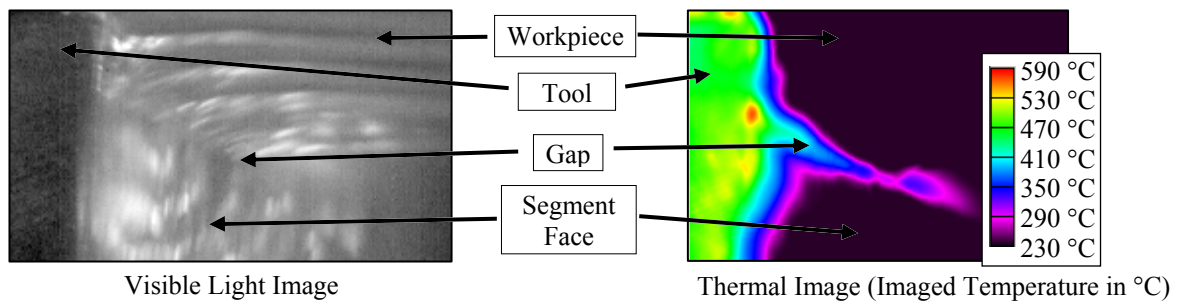 Workpiece
Tool
Gap
Segment
Face
590 °C
530 °C
470 °C
410 °C
350 °C
290 °C
230 °C
Visible Light Image
Thermal Image (Imaged Temperature in °C)